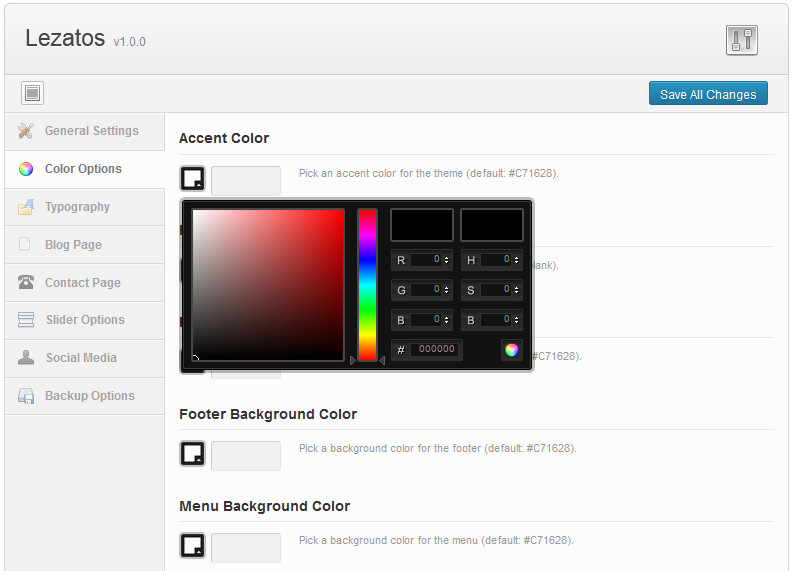 Lezatos v1.0.0
Save All Changes
General Settings
Color Options
Typography
Blog Page
Contact Page
Slider Options
Social Media
Backup Options
Accent Color
Pick an accent color for the theme (default: #C71628).
R 0 H 0
G 0 S 0
B 0 B 0
# 000000
lank).
#C71628).
Footer Background Color
Pick a background color for the footer (default: #C71628).
Menu Background Color
Pick a background color for the menu (default: #C71628).